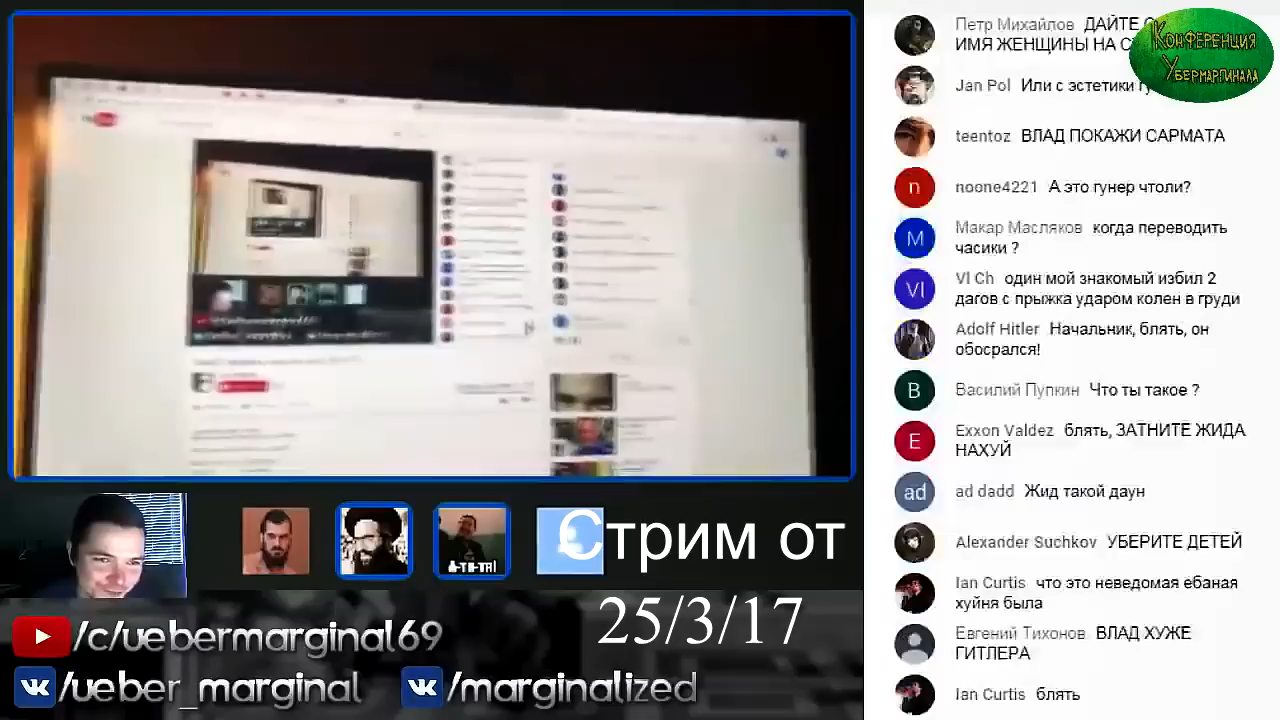 А-ТЯ-ТЯ!
Стрим от
25/3/17
/c/uebermarginal69
/ueber_marginal
/marginalized
Конференция
Убермаргинала
Петр Михайлов ДАЙТЕ
ИМЯ ЖЕНЩИНЫ НА
Jan Pol Или с эстетики
teentoz ВЛАД ПОКАЖИ САРМАТА
n
noone4221 А это гунер чтоли?
М
Макар Масляков когда переводить
часики ?
Vl
Vl Ch один мой знакомый избил 2
дагов с прыжка ударом колен в груди
Adolf Hitler Начальник, блять, он
обосрался!
В
Василий Пупкин Что ты такое ?
E
Exxon Valdez блять, ЗАТНИТЕ ЖИДА
НАХУЙ
ad
ad dadd Жид такой даун
Alexander Suchkov УБЕРИТЕ ДЕТЕЙ
Ian Curtis что это неведомая ебаная
хуйня была
Евгений Тихонов ВЛАД ХУЖЕ
ГИТЛЕРА
Ian Curtis блять